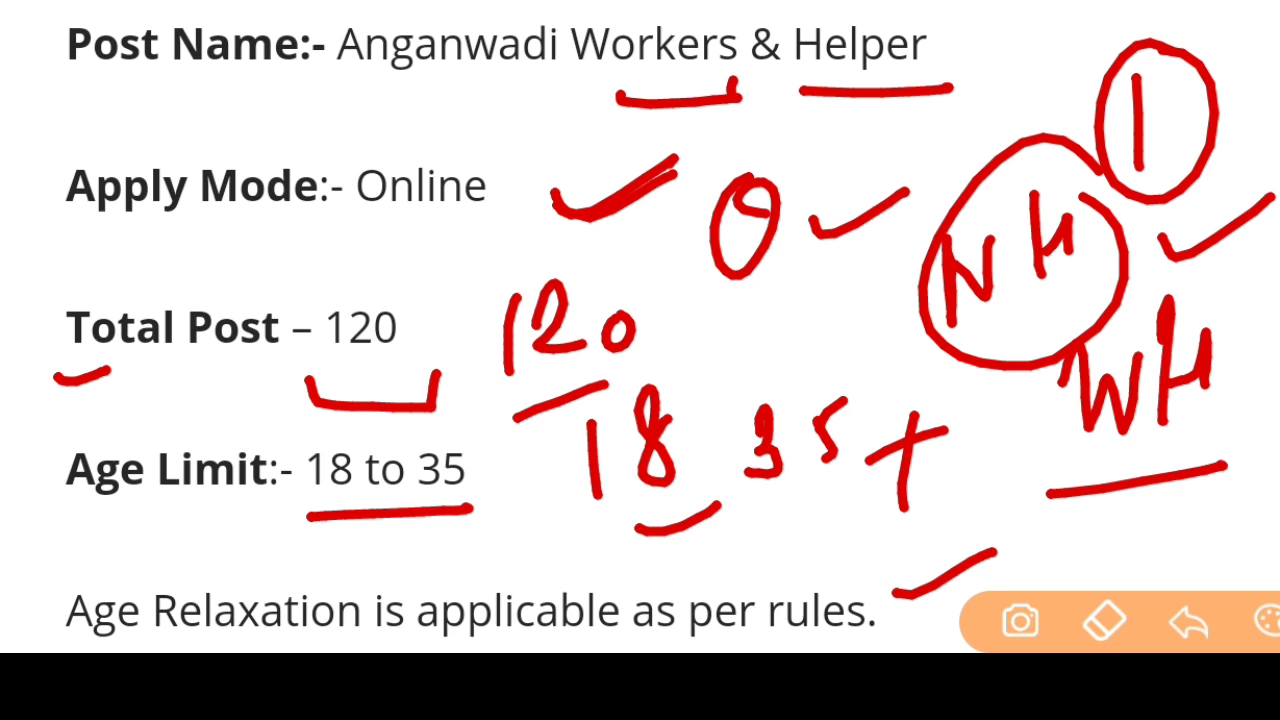 Post Name:- Anganwadi Workers & Helper
1
Apply Mode:- Online
Total Post – 120
120
WH
Age Limit:- 18 to 35
18 35 +
Age Relaxation is applicable as per rules.